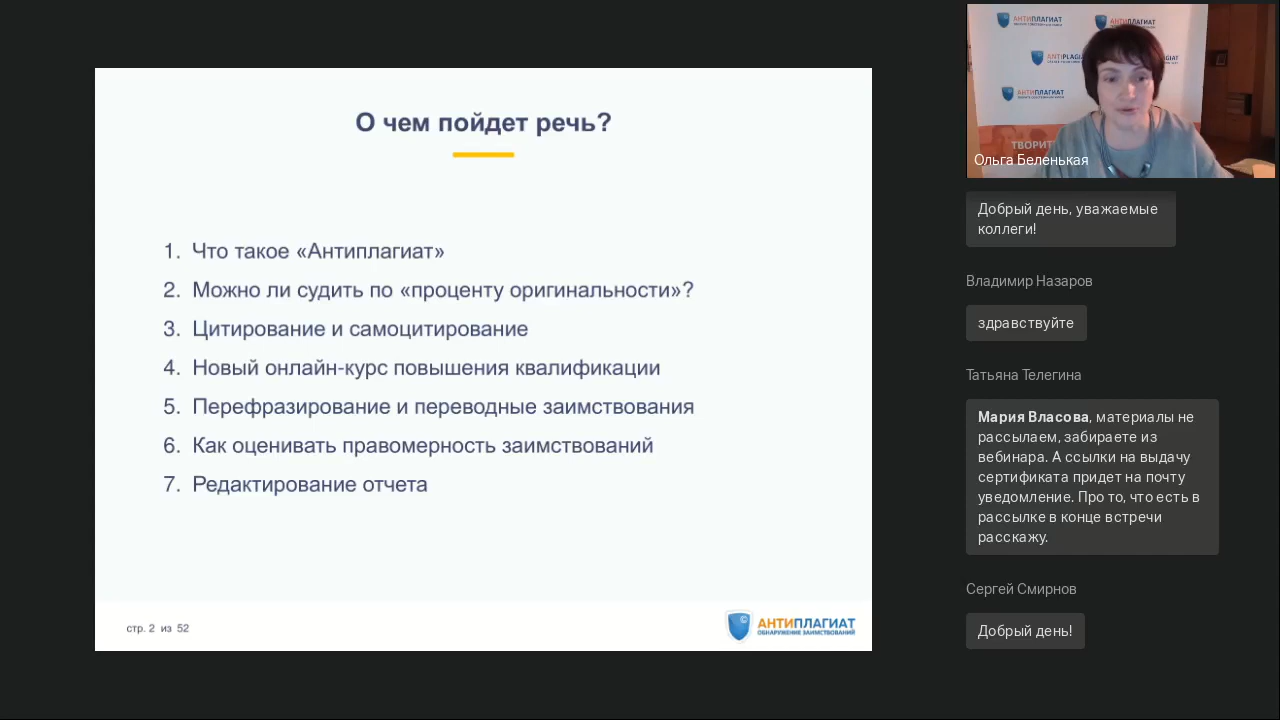 О чем пойдет речь?
1. Что такое «Антиплагиат»
2. Можно ли судить по «проценту оригинальности»?
3. Цитирование и самоцитирование
4. Новый онлайн-курс повышения квалификации
5. Перефразирование и переводные заимствования
6. Как оценивать правомерность заимствований
7. Редактирование отчета
стр. 2 из 52
АНТИПЛАГИАТ
ОБНАРУЖЕНИЕ ЗАИМСТВОВАНИЙ
АНТИПЛАГИАТ
АНТИПЛАГИАТ
АНТИПЛАГИАТ
ТВОРИТ
Ольга Беленькая
Добрый день, уважаемые
коллеги!
Владимир Назаров
здравствуйте
Татьяна Телегина
Мария Власова, материалы не
рассылаем, забираете из
вебинара. А ссылки на выдачу
сертификата придет на почту
уведомление. Про то, что есть в
рассылке в конце встречи
расскажу.
Сергей Смирнов
Добрый день!